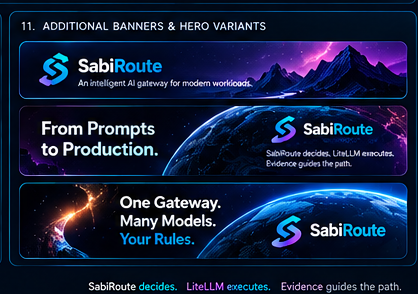 11. ADDITIONAL BANNERS & HERO VARIANTS
SabiRoute
An intelligent AI gateway for modern workloads.
From Prompts
to Production.
SabiRoute
SabiRoute decides. LiteLLM executes.
Evidence guides the path.
One Gateway.
Many Models.
Your Rules.
SabiRoute
SabiRoute decides. LiteLLM executes. Evidence guides the path.